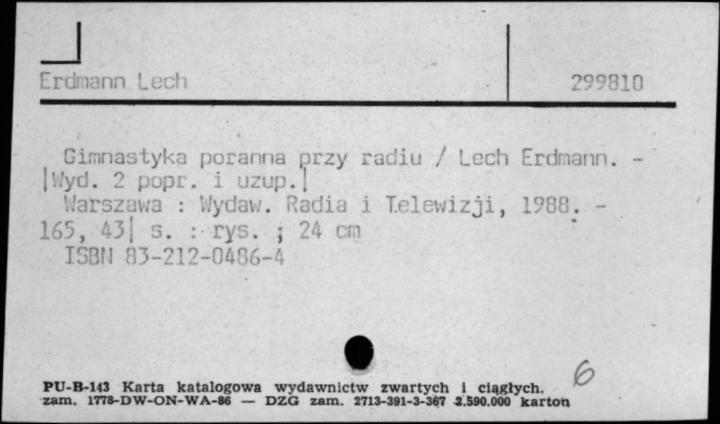 Erdmann Lech 299810
Gimnastyka poranna przy radiu / Lech Erdmann. -
|Wyd. 2 popr. i uzup.|
Warszawa : Wydaw. Radia i Telewizji, 1988. -
165, 43| s. : rys. ; 24 cm
ISBN 83-212-0486-4
6
PU-B-143 Karta katalogowa wydawnictw zwartych i ciągłych.
zam. 1778-DW-ON-WA-86 — DZG zam. 2713-391-3-367 2.590.000 karton